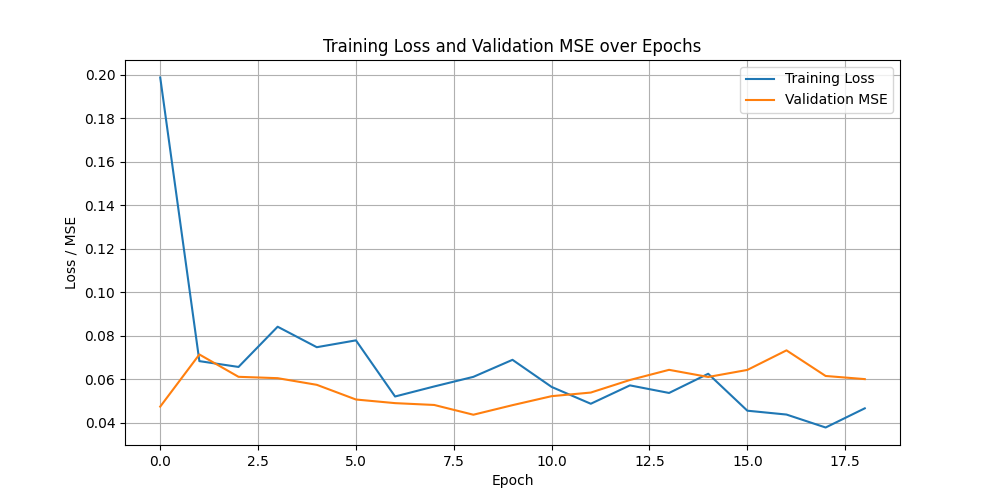 Training Loss and Validation MSE over Epochs
Training Loss
Validation MSE
Loss / MSE
0.20
0.18
0.16
0.14
0.12
0.10
0.08
0.06
0.04
0.0 2.5 5.0 7.5 10.0 12.5 15.0 17.5
Epoch